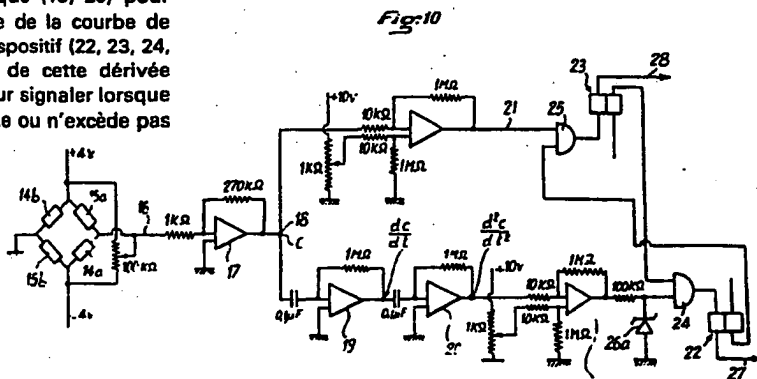 que (19, 20) pour
e de la courbe de
spositif (22, 23, 24,
de cette dérivée
ur signaler lorsque
e ou n'excède pas
Fig:10
28
23
+10v
1MΩ
10kΩ
10kΩ
21
25
1kΩ
1MΩ
+4v
14b
15a
16
1kΩ
270kΩ
18
17
C
15b
14a
100kΩ
-4v
dc
dt
d²c
dt²
1MΩ
1MΩ
+10v
1MΩ
0,1µF
19
0,1µF
20
10kΩ
10kΩ
100kΩ
24
1kΩ
1MΩ
26a
22
27